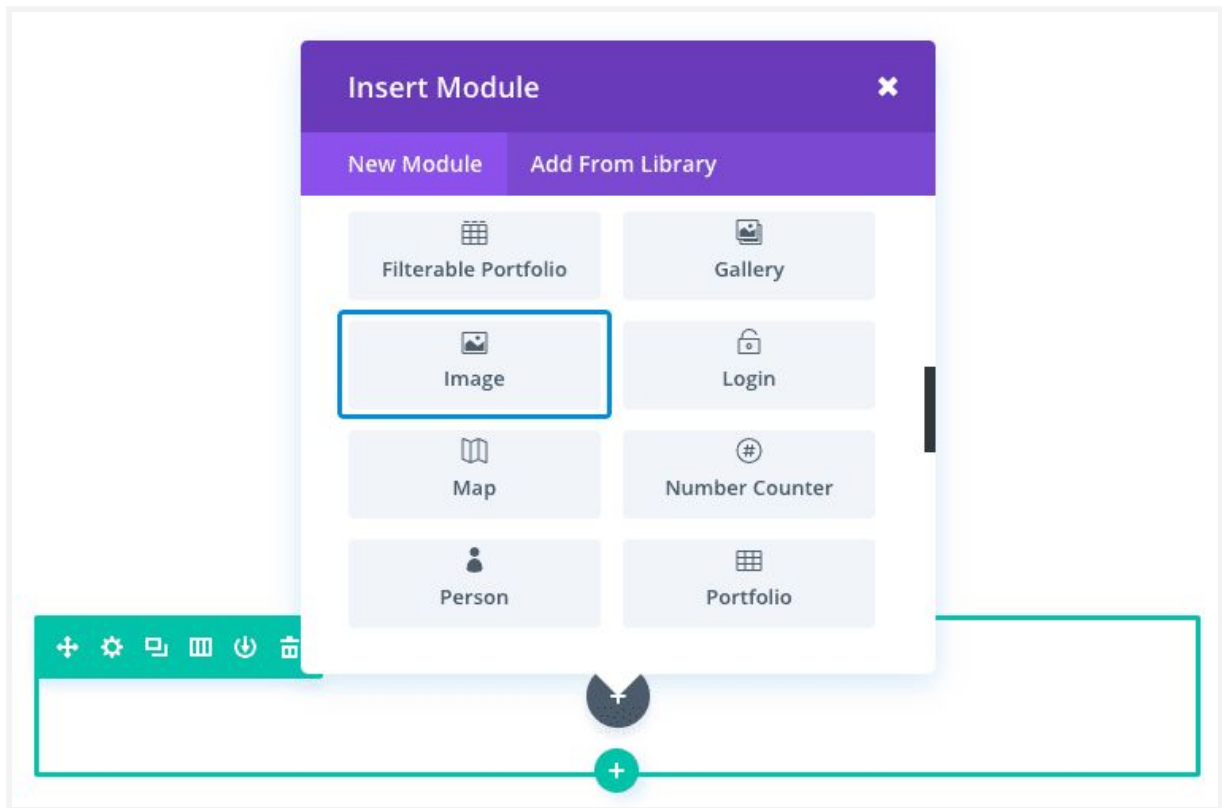 Insert Module
New Module Add From Library
Filterable Portfolio Gallery
Image Login
Map Number Counter
Person Portfolio